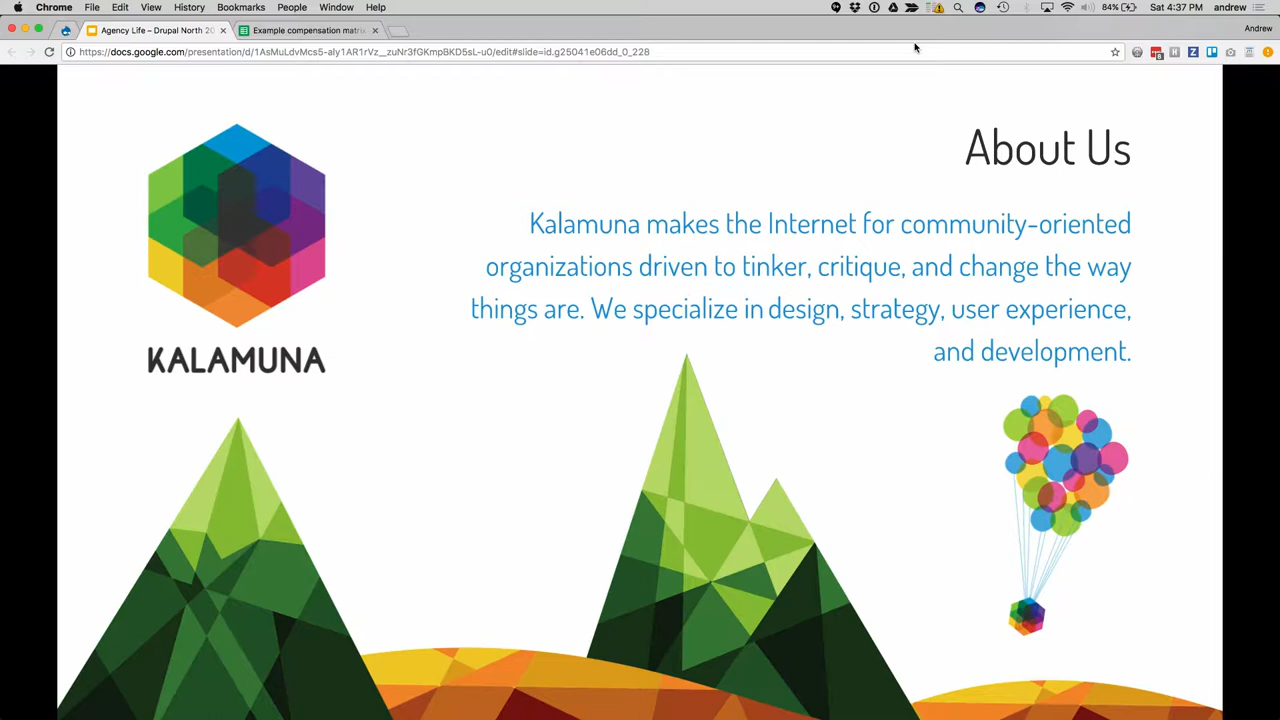 Chrome File Edit View History Bookmarks People Window Help 84% Sat 4:37 PM andrew
Agency Life – Drupal North 20 Example compensation matri Andrew
https://docs.google.com/presentation/d/1AsMuLdvMcs5-aly1AR1rVz__zuNr3fGKmpBKD5sL-u0/edit#slide=id.g25041e06dd_0_228
About Us
Kalamuna makes the Internet for community-oriented
organizations driven to tinker, critique, and change the way
things are. We specialize in design, strategy, user experience,
and development.
KALAMUNA